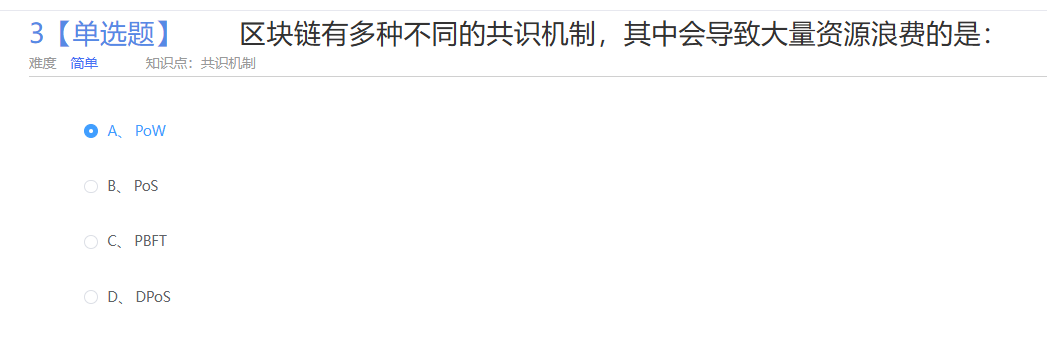 3【单选题】 区块链有多种不同的共识机制，其中会导致大量资源浪费的是：
难度 简单 知识点：共识机制
A、 PoW
B、 PoS
C、 PBFT
D、 DPoS